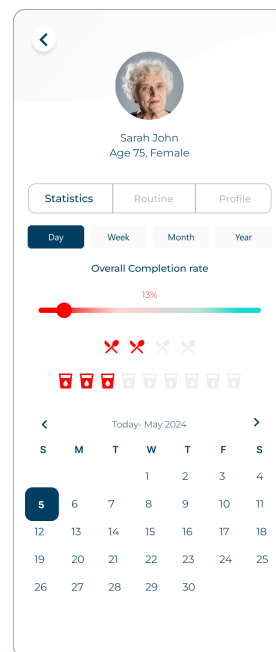 Sarah John
Age 75, Female
Statistics Routine Profile
Day Week Month Year
Overall Completion rate
13%
Today- May 2024
S M T W T F S
1 2 3 4
5 6 7 8 9 10 11
12 13 14 15 16 17 18
19 20 21 22 23 24 25
26 27 28 29 30